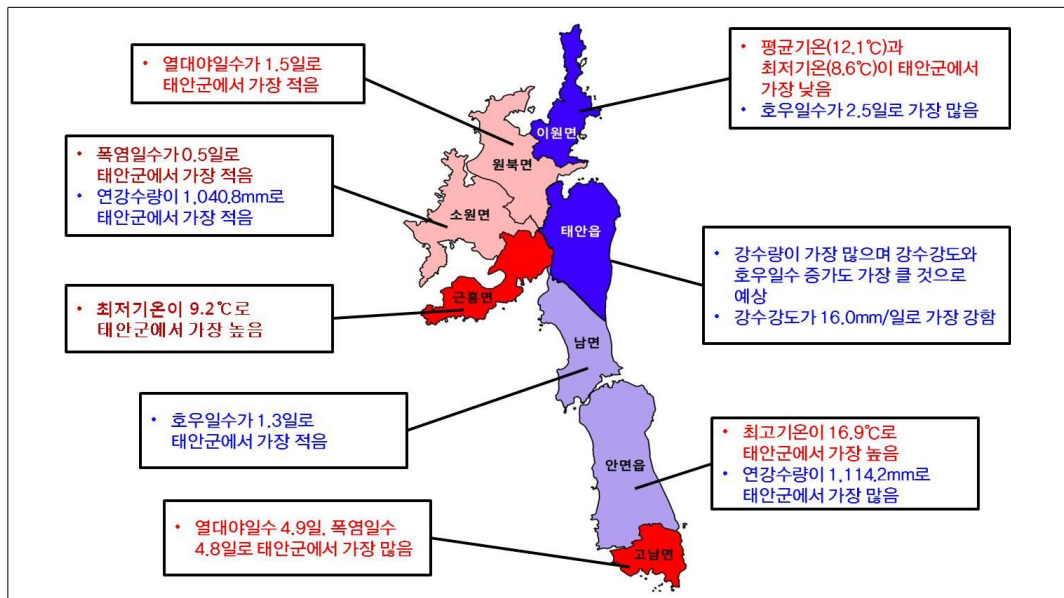 • 열대야일수가 1.5일로
태안군에서 가장 적음
• 평균기온(12.1℃)과
최저기온(8.6℃)이 태안군에서
가장 낮음
• 호우일수가 2.5일로 가장 많음
이원면
원북면
• 폭염일수가 0.5일로
태안군에서 가장 적음
• 연강수량이 1,040.8mm로
태안군에서 가장 적음
소원면
태안읍
• 강수량이 가장 많으며 강수강도와
호우일수 증가도 가장 클 것으로
예상
• 강수강도가 16.0mm/일로 가장 강함
• 최저기온이 9.2℃로
태안군에서 가장 높음
근흥면
남면
• 호우일수가 1.3일로
태안군에서 가장 적음
• 최고기온이 16.9℃로
태안군에서 가장 높음
• 연강수량이 1,114.2mm로
태안군에서 가장 많음
안면읍
• 열대야일수 4.9일, 폭염일수
4.8일로 태안군에서 가장 많음
고남면